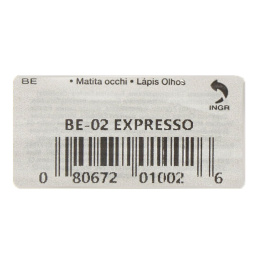 BE • Matita occhi • Lápis Olhos
INGR
BE-02 EXPRESSO
0 80672 01002 6